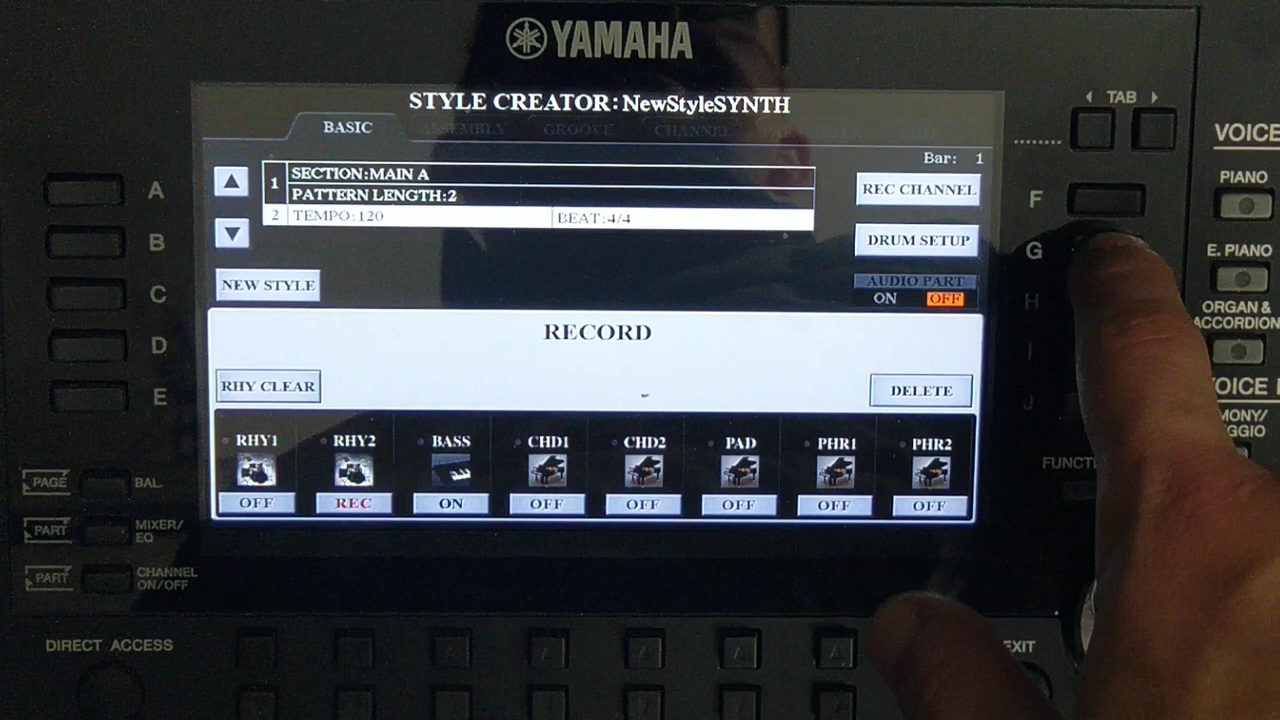 YAMAHA
STYLE CREATOR:NewStyleSYNTH
TAB
BASIC ASSEMBLY GROOVE CHANNEL
VOICE
Bar: 1
1 SECTION:MAIN A
PATTERN LENGTH:2
2 TEMPO:120 BEAT:4/4
REC CHANNEL
DRUM SETUP
NEW STYLE
AUDIO PART
ON OFF
A
B
C
D
E
F
G
H
I
J
PIANO
E. PIANO
ORGAN &
ACCORDION
RECORD
RHY CLEAR
DELETE
RHY1 RHY2 BASS CHD1 CHD2 PAD PHR1 PHR2
OFF REC ON OFF OFF OFF OFF OFF
PAGE BAL.
PART MIXER/
EQ
PART CHANNEL
ON/OFF
DIRECT ACCESS
EXIT